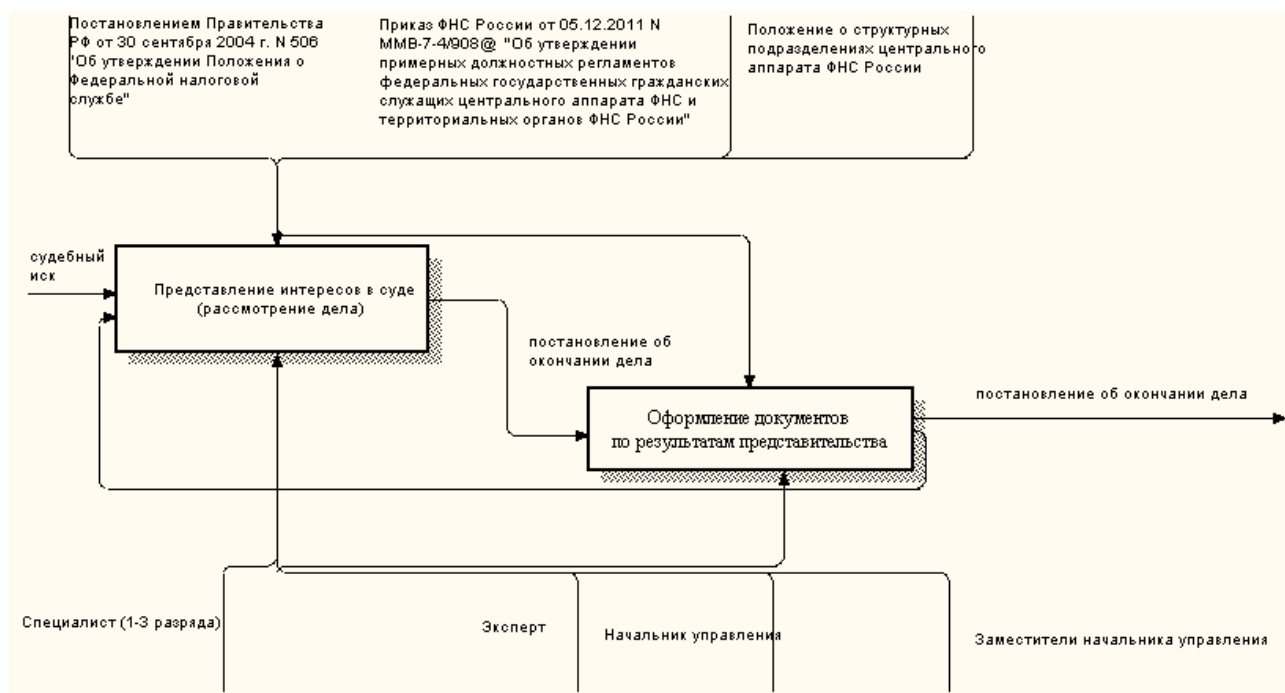 Постановлением Правительства
РФ от 30 сентября 2004 г. N 506
"Об утверждении Положения о
Федеральной налоговой
службе"
Приказ ФНС России от 05.12.2011 N
ММВ-7-4/908@ "Об утверждении
примерных должностных регламентов
федеральных государственных гражданских
служащих центрального аппарата ФНС и
территориальных органов ФНС России"
Положение о структурных
подразделениях центрального
аппарата ФНС России
судебный
иск
Представление интересов в суде
(рассмотрение дела)
постановление об
окончании дела
Оформление документов
по результатам представительства
постановление об окончании дела
Специалист (1-3 разряда)
Эксперт
Начальник управления
Заместители начальника управления